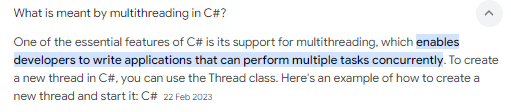 What is meant by multithreading in C#?
One of the essential features of C# is its support for multithreading, which enables
developers to write applications that can perform multiple tasks concurrently. To create
a new thread in C#, you can use the Thread class. Here's an example of how to create a
new thread and start it: C# 22 Feb 2023